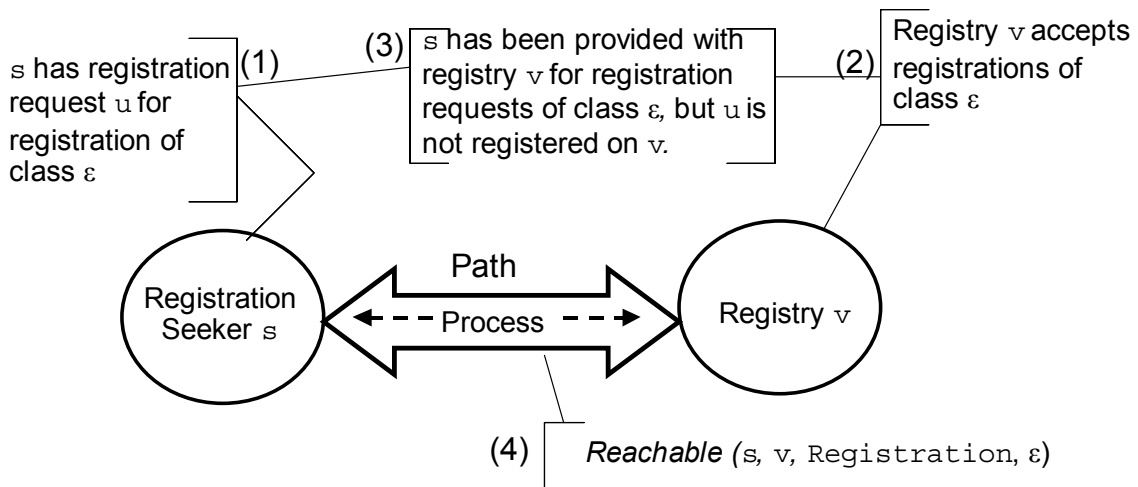 s has registration
request u for
registration of
class ε
(1)
(3)
s has been provided with
registry v for registration
requests of class ε, but u is
not registered on v.
(2)
Registry v accepts
registrations of
class ε
Path
Registration
Seeker s
Process
Registry v
(4)
Reachable (s, v, Registration, ε)